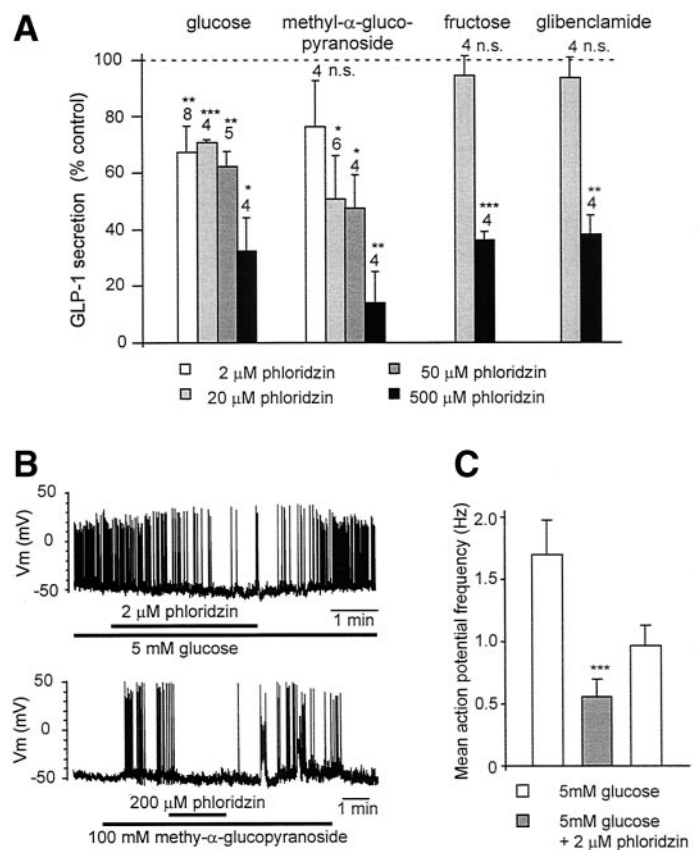 A
glucose
methyl-α-gluco-
pyranoside
fructose
glibenclamide
GLP-1 secretion (% control)
100
80
60
40
20
0
**
8
***
4
**
5
*
4
4 n.s.
*
6
*
4
**
4
4 n.s.
***
4
4 n.s.
**
4
2 µM phloridzin
50 µM phloridzin
20 µM phloridzin
500 µM phloridzin
B
Vm (mV)
50
0
-50
2 µM phloridzin
1 min
5 mM glucose
Vm (mV)
50
0
-50
200 µM phloridzin
1 min
100 mM methy-α-glucopyranoside
C
Mean action potential frequency (Hz)
2.0
1.5
1.0
0.5
0
***
5mM glucose
5mM glucose
+ 2 µM phloridzin